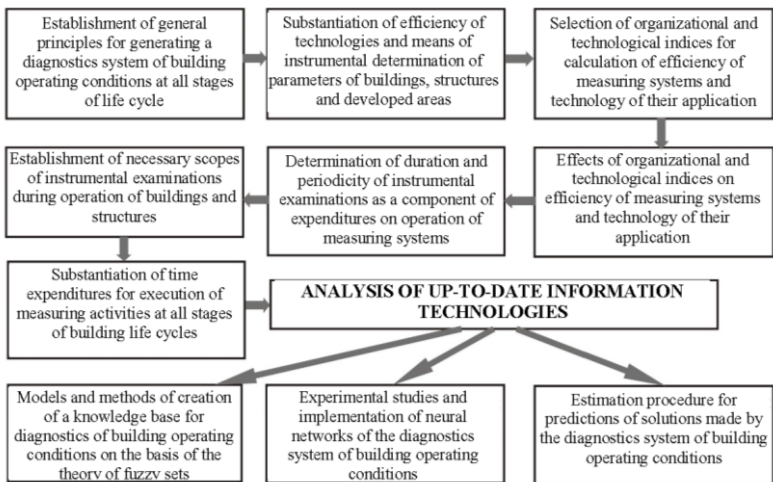 Establishment of general
principles for generating a
diagnostics system of building
operating conditions at all stages
of life cycle
Substantiation of efficiency of
technologies and means of
instrumental determination of
parameters of buildings, structures
and developed areas
Selection of organizational and
technological indices for
calculation of efficiency of
measuring systems and
technology of their application
Effects of organizational and
technological indices on
efficiency of measuring systems
and technology of their
application
Determination of duration and
periodicity of instrumental
examinations as a component of
expenditures on operation of
measuring systems
Establishment of necessary scopes
of instrumental examinations
during operation of buildings and
structures
Substantiation of time
expenditures for execution of
measuring activities at all stages
of building life cycles
ANALYSIS OF UP-TO-DATE INFORMATION
TECHNOLOGIES
Models and methods of creation
of a knowledge base for
diagnostics of building operating
conditions on the basis of the
theory of fuzzy sets
Experimental studies and
implementation of neural
networks of the diagnostics
system of building operating
conditions
Estimation procedure for
predictions of solutions made by
the diagnostics system of building
operating conditions